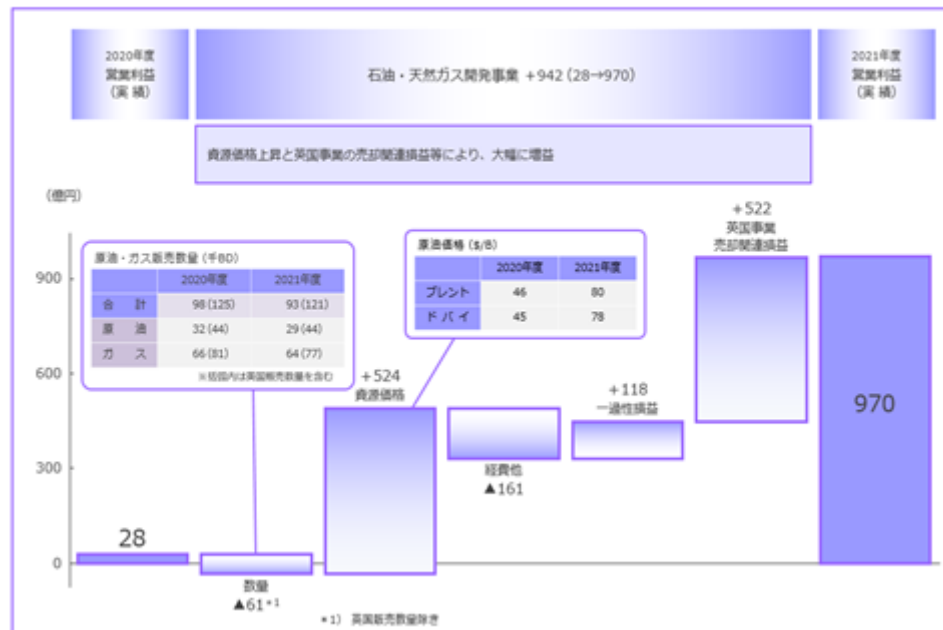 2020年度
営業利益
(実 績)
石油・天然ガス開発事業 +942 (28→970)
2021年度
営業利益
(実 績)
資源価格上昇と英国事業の売却関連損益等により、大幅に増益
(億円)
+522
英国事業
売却関連損益
原油・ガス販売数量 (千BD)
2020年度 2021年度
合 計 98 (125) 93 (121)
原 油 32 (44) 29 (44)
ガ ス 66 (81) 64 (77)
※括弧内は英国販売数量を含む
原油価格 ($/B)
2020年度 2021年度
ブレント 46 80
ド バ イ 45 78
900
600
300
0
+524
資源価格
+118
一過性損益
970
経費他
▲161
28
数量
▲61*1
*1) 英国販売数量除き